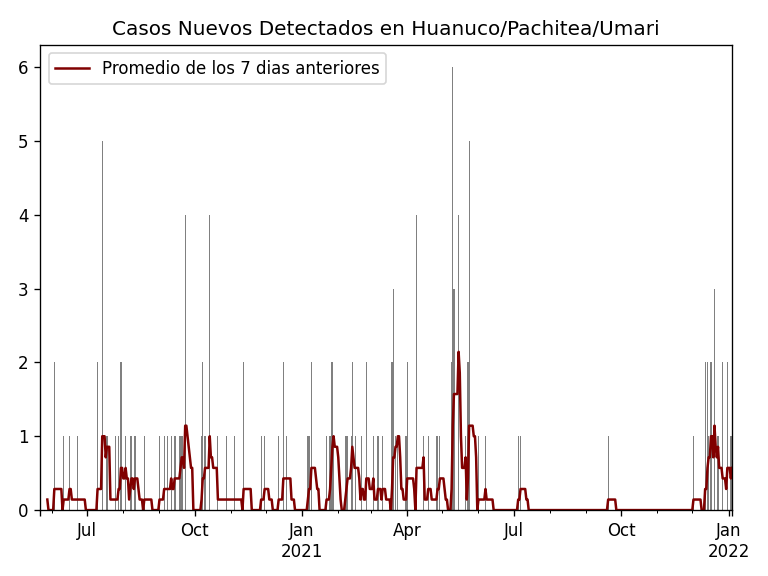 Casos Nuevos Detectados en Huanuco/Pachitea/Umari
Promedio de los 7 dias anteriores
6
5
4
3
2
1
0
Jul Oct Jan Apr Jul Oct Jan
2021 2022